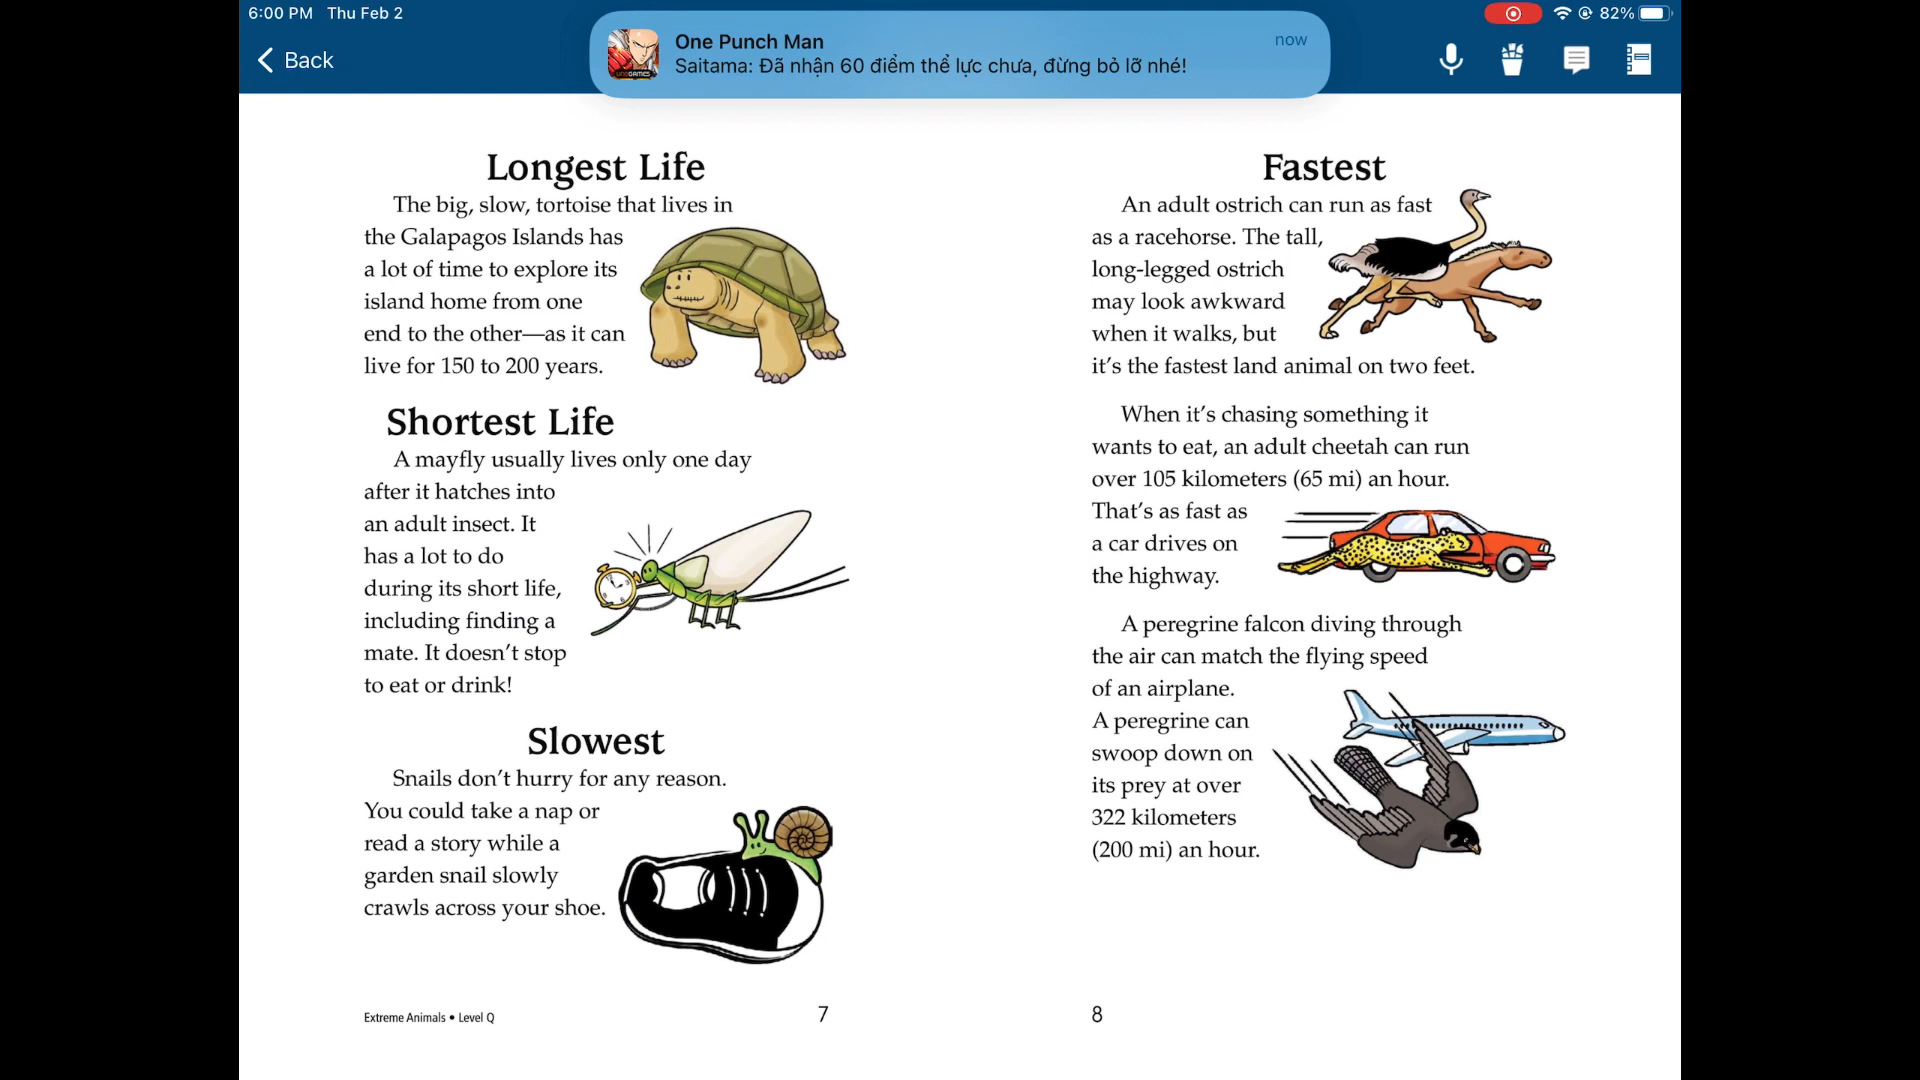 6:00 PM Thu Feb 2
82%
Back
One Punch Man
now
Saitama: Đã nhận 60 điểm thể lực chưa, đừng bỏ lỡ nhé!
Longest Life
The big, slow, tortoise that lives in
the Galapagos Islands has
a lot of time to explore its
island home from one
end to the other—as it can
live for 150 to 200 years.
Shortest Life
A mayfly usually lives only one day
after it hatches into
an adult insect. It
has a lot to do
during its short life,
including finding a
mate. It doesn't stop
to eat or drink!
Slowest
Snails don't hurry for any reason.
You could take a nap or
read a story while a
garden snail slowly
crawls across your shoe.
Extreme Animals • Level Q
7
Fastest
An adult ostrich can run as fast
as a racehorse. The tall,
long-legged ostrich
may look awkward
when it walks, but
it's the fastest land animal on two feet.
When it's chasing something it
wants to eat, an adult cheetah can run
over 105 kilometers (65 mi) an hour.
That's as fast as
a car drives on
the highway.
A peregrine falcon diving through
the air can match the flying speed
of an airplane.
A peregrine can
swoop down on
its prey at over
322 kilometers
(200 mi) an hour.
8